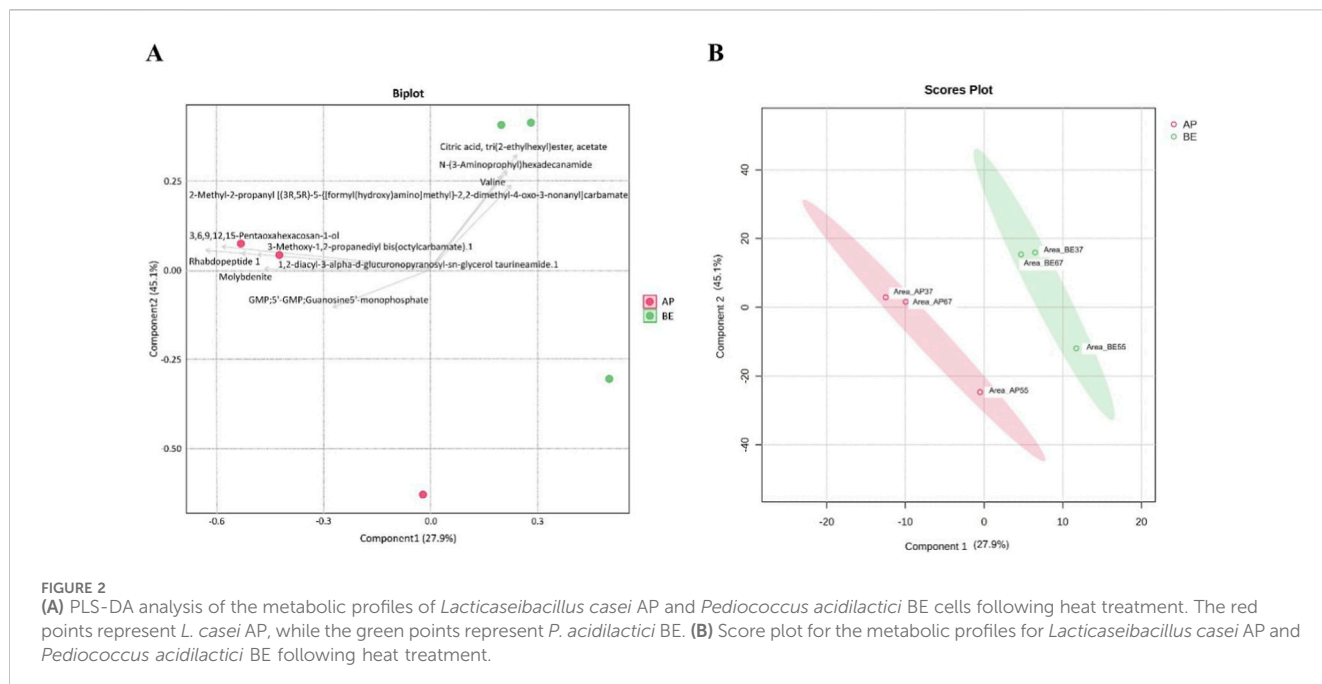 A
B
Biplot
Citric acid, tri(2-ethylhexyl)ester, acetate
N-(3-Aminoprophyl)hexadecanamide
Valine
2-Methyl-2-propanyl [(3R,5R)-5-{[formyl(hydroxy)amino]methyl}-2,2-dimethyl-4-oxo-3-nonanyl]carbamate
3,6,9,12,15-Pentaoxahexacosan-1-ol
3-Methoxy-1,2-propanediyl bis(octylcarbamate).1
Rhabdopeptide 1
1,2-diacyl-3-alpha-d-glucuronopyranosyl-sn-glycerol taurineamide.1
Molybdenite
GMP;5'-GMP;Guanosine5'-monophosphate
0.25
0.00
-0.25
-0.50
Component2 (45.1%)
-0.6
-0.3
0.0
0.3
Component1 (27.9%)
AP
BE
Scores Plot
AP
BE
Area_BE37
Area_BE67
Area_AP37
Area_AP67
Area_BE55
Area_AP55
40
20
0
-20
-40
Component 2 (45.1%)
-20
-10
0
10
20
Component 1 (27.9%)
FIGURE 2
(A) PLS-DA analysis of the metabolic profiles of Lacticaseibacillus casei AP and Pediococcus acidilactici BE cells following heat treatment. The red
points represent L. casei AP, while the green points represent P. acidilactici BE. (B) Score plot for the metabolic profiles for Lacticaseibacillus casei AP and
Pediococcus acidilactici BE following heat treatment.